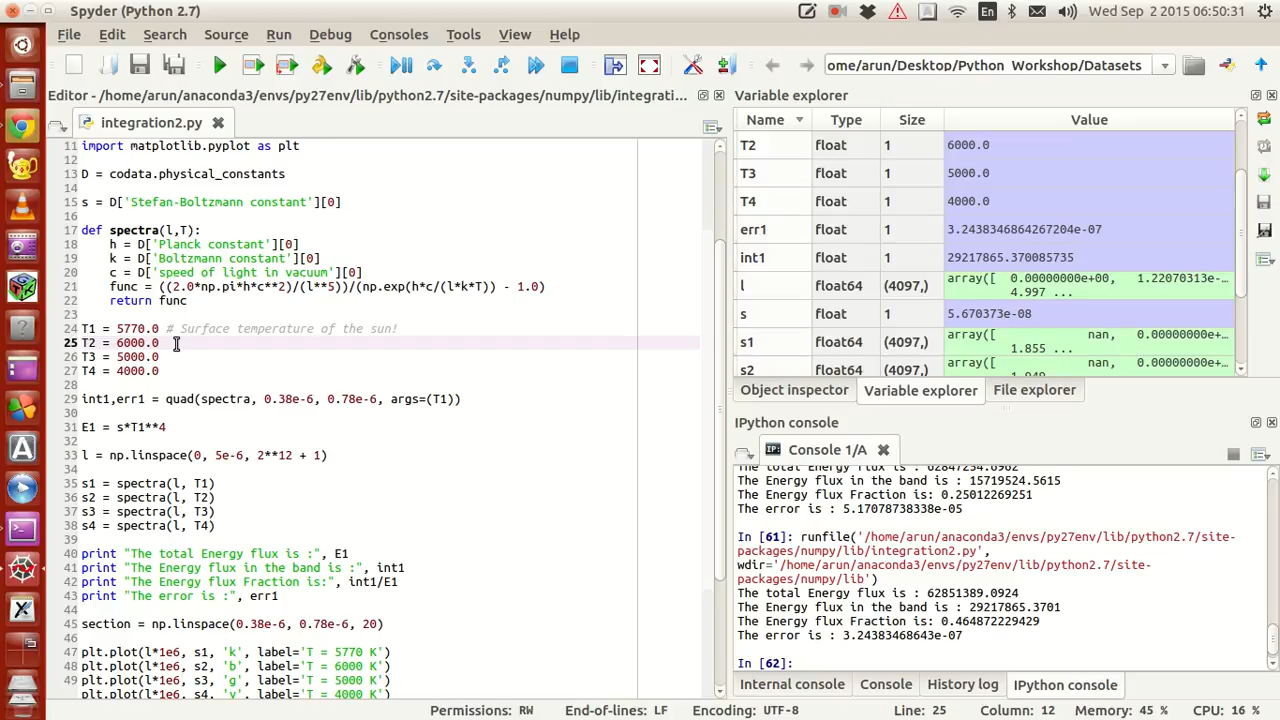 Spyder (Python 2.7)
En
Wed Sep 2 2015 06:50:31
File Edit Search Source Run Debug Consoles Tools View Help
ome/arun/Desktop/Python Workshop/Datasets
Editor - /home/arun/anaconda3/envs/py27env/lib/python2.7/site-packages/numpy/lib/integrati...
integration2.py
11 import matplotlib.pyplot as plt
12
13 D = codata.physical_constants
14
15 s = D['Stefan-Boltzmann constant'][0]
16
17 def spectra(l,T):
18 h = D['Planck constant'][0]
19 k = D['Boltzmann constant'][0]
20 c = D['speed of light in vacuum'][0]
21 func = ((2.0*np.pi*h*c**2)/(l**5))/(np.exp(h*c/(l*k*T)) - 1.0)
22 return func
23
24 T1 = 5770.0 # Surface temperature of the sun!
25 T2 = 6000.0
26 T3 = 5000.0
27 T4 = 4000.0
28
29 int1,err1 = quad(spectra, 0.38e-6, 0.78e-6, args=(T1))
30
31 E1 = s*T1**4
32
33 l = np.linspace(0, 5e-6, 2**12 + 1)
34
35 s1 = spectra(l, T1)
36 s2 = spectra(l, T2)
37 s3 = spectra(l, T3)
38 s4 = spectra(l, T4)
39
40 print "The total Energy flux is :", E1
41 print "The Energy flux in the band is :", int1
42 print "The Energy flux Fraction is:", int1/E1
43 print "The error is :", err1
44
45 section = np.linspace(0.38e-6, 0.78e-6, 20)
46
47 plt.plot(l*1e6, s1, 'k', label='T = 5770 K')
48 plt.plot(l*1e6, s2, 'b', label='T = 6000 K')
49 plt.plot(l*1e6, s3, 'g', label='T = 5000 K')
plt.plot(l*1e6, s4, 'y', label='T = 4000 K')
Variable explorer
Name Type Size Value
T2 float 1 6000.0
T3 float 1 5000.0
T4 float 1 4000.0
err1 float 1 3.2438346864267204e-07
int1 float 1 29217865.370085735
l float64 (4097,) array([ 0.00000000e+00, 1.22070313e-...
4.997 ...
s float 1 5.670373e-08
s1 float64 (4097,) array([ nan, 0.00000000e+...
1.855 ...
s2 float64 (4097,) array([ nan, 0.00000000e+...
1.949 ...
Object inspector Variable explorer File explorer
IPython console
Console 1/A
The total Energy flux is : 62847234.6962
The Energy flux in the band is : 15719524.5615
The Energy flux Fraction is: 0.25012269251
The error is : 5.17078738338e-05
In [61]: runfile('/home/arun/anaconda3/envs/py27env/lib/python2.7/site-
packages/numpy/lib/integration2.py',
wdir='/home/arun/anaconda3/envs/py27env/lib/python2.7/site-
packages/numpy/lib')
The total Energy flux is : 62851389.0924
The Energy flux in the band is : 29217865.3701
The Energy flux Fraction is: 0.464872229429
The error is : 3.24383468643e-07
In [62]:
Internal console Console History log IPython console
Permissions: RW End-of-lines: LF Encoding: UTF-8 Line: 25 Column: 12 Memory: 45 % CPU: 16 %